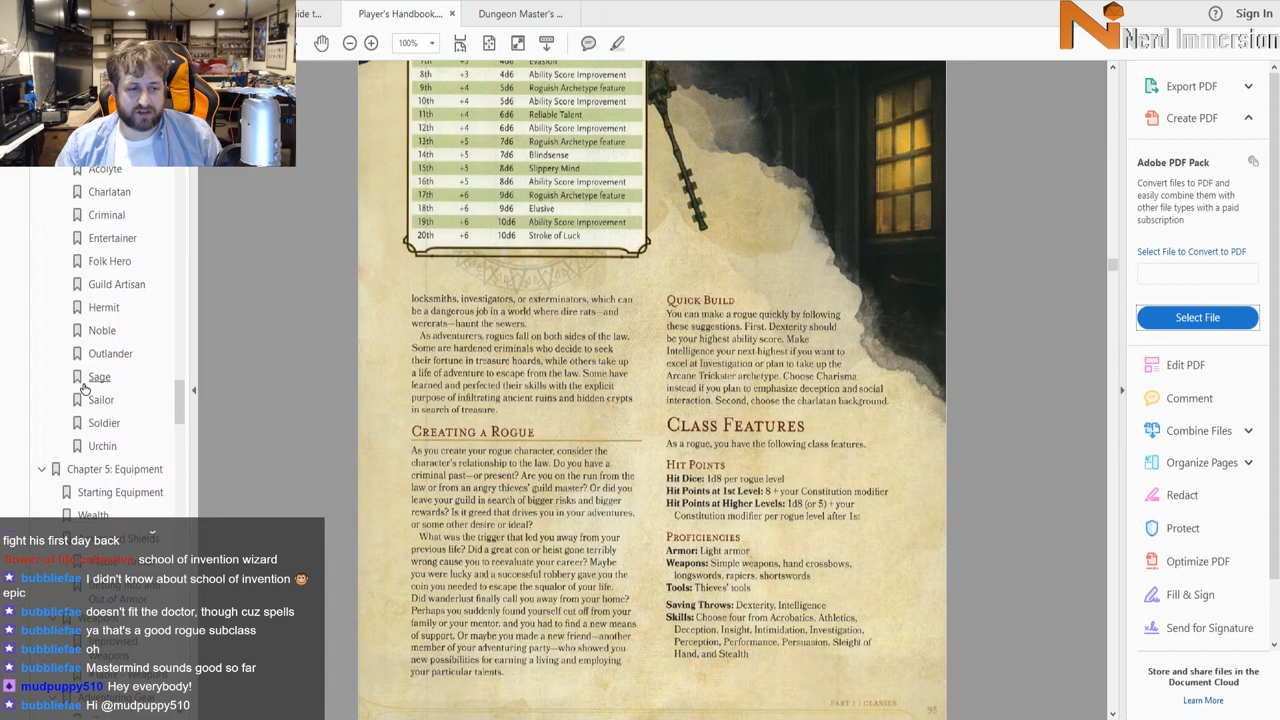 ide t...
Player's Handbook....
Dungeon Master's ...
Sign In
Nerd Immersion
100%
Acolyte
Charlatan
Criminal
Entertainer
Folk Hero
Guild Artisan
Hermit
Noble
Outlander
Sage
Sailor
Soldier
Urchin
Chapter 5: Equipment
Starting Equipment
Wealth
fight his first day back
flower of life collective: school of invention wizard
bubbliefae: I didn't know about school of invention
epic
bubbliefae: doesn't fit the doctor, though cuz spells
bubbliefae: ya that's a good rogue subclass
bubbliefae: oh
bubbliefae: Mastermind sounds good so far
mudpuppy510 Hey everybody!
bubbliefae: Hi @mudpuppy510
7th +3 4d6 Evasion
8th +3 4d6 Ability Score Improvement
9th +4 5d6 Roguish Archetype feature
10th +4 5d6 Ability Score Improvement
11th +4 6d6 Reliable Talent
12th +4 6d6 Ability Score Improvement
13th +5 7d6 Roguish Archetype feature
14th +5 7d6 Blindsense
15th +5 8d6 Slippery Mind
16th +5 8d6 Ability Score Improvement
17th +6 9d6 Roguish Archetype feature
18th +6 9d6 Elusive
19th +6 10d6 Ability Score Improvement
20th +6 10d6 Stroke of Luck
locksmiths, investigators, or exterminators, which can
be a dangerous job in a world where dire rats—and
wererats—haunt the sewers.
As adventurers, rogues fall on both sides of the law.
Some are hardened criminals who decide to seek
their fortune in treasure hoards, while others take up
a life of adventure to escape from the law. Some have
learned and perfected their skills with the explicit
purpose of infiltrating ancient ruins and hidden crypts
in search of treasure.
Creating a Rogue
As you create your rogue character, consider the
character's relationship to the law. Do you have a
criminal past—or present? Are you on the run from the
law or from an angry thieves' guild master? Or did you
leave your guild in search of bigger risks and bigger
rewards? Is it greed that drives you in your adventures,
or some other desire or ideal?
What was the trigger that led you away from your
previous life? Did a great con or heist gone terribly
wrong cause you to reevaluate your career? Maybe
you were lucky and a successful robbery gave you the
coin you needed to escape the squalor of your life.
Did wanderlust finally call you away from your home?
Perhaps you suddenly found yourself cut off from your
family or your mentor, and you had to find a new means
of support. Or maybe you made a new friend—another
member of your adventuring party—who showed you
new possibilities for earning a living and employing
your particular talents.
Quick Build
You can make a rogue quickly by following
these suggestions. First, Dexterity should
be your highest ability score. Make
Intelligence your next-highest if you want to
excel at Investigation or plan to take up the
Arcane Trickster archetype. Choose Charisma
instead if you plan to emphasize deception and social
interaction. Second, choose the charlatan background.
Class Features
As a rogue, you have the following class features.
Hit Points
Hit Dice: 1d8 per rogue level
Hit Points at 1st Level: 8 + your Constitution modifier
Hit Points at Higher Levels: 1d8 (or 5) + your
Constitution modifier per rogue level after 1st
Proficiencies
Armor: Light armor
Weapons: Simple weapons, hand crossbows,
longswords, rapiers, shortswords
Tools: Thieves' tools
Saving Throws: Dexterity, Intelligence
Skills: Choose four from Acrobatics, Athletics,
Deception, Insight, Intimidation, Investigation,
Perception, Performance, Persuasion, Sleight of
Hand, and Stealth
PART 1 | CLASSES
95
Export PDF
Create PDF
Adobe PDF Pack
Convert files to PDF and
easily combine them with
other file types with a paid
subscription
Select File to Convert to PDF
Select File
Edit PDF
Comment
Combine Files
Organize Pages
Redact
Protect
Optimize PDF
Fill & Sign
Send for Signature
Store and share files in the
Document Cloud
Learn More